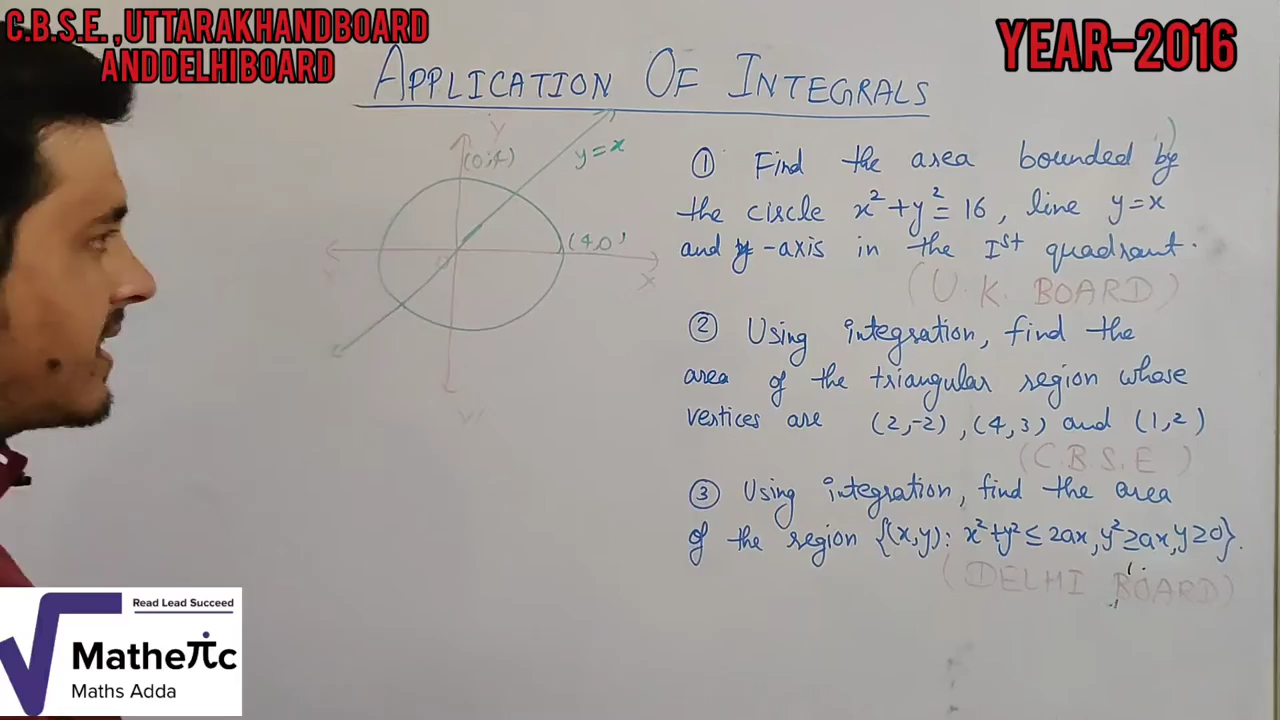 C.B.S.E. ,UTTARAKHANDBOARD
ANDDELHIBOARD
YEAR-2016
APPLICATION OF INTEGRALS
Y
(0,4)
y=x
(4,0)
X
① Find the area bounded by
the circle x²+y²=16, line y=x
and y-axis in the Ist quadrant.
(U.K. BOARD)
② Using integration, find the
area of the triangular region whose
vertices are (2,-2), (4,3) and (1,2)
(C.B.S.E)
③ Using integration, find the area
of the region {(x,y): x²+y²≤2ax, y²≥ax, y≥0}.
(DELHI BOARD)
Read Lead Succeed
Matheπc
Maths Adda